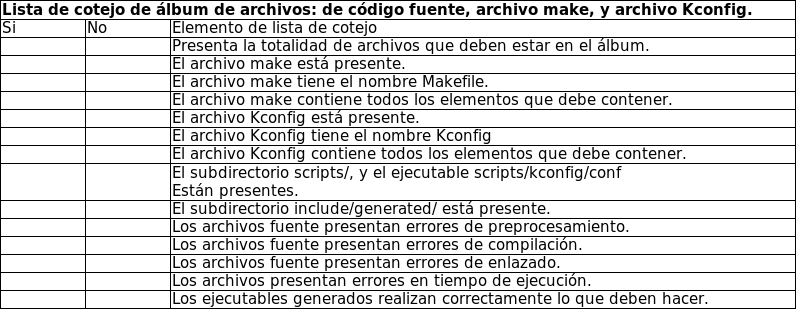 Lista de cotejo de álbum de archivos: de código fuente, archivo make, y archivo Kconfig.
Si No Elemento de lista de cotejo
Presenta la totalidad de archivos que deben estar en el álbum.
El archivo make está presente.
El archivo make tiene el nombre Makefile.
El archivo make contiene todos los elementos que debe contener.
El archivo Kconfig está presente.
El archivo Kconfig tiene el nombre Kconfig
El archivo Kconfig contiene todos los elementos que debe contener.
El subdirectorio scripts/, y el ejecutable scripts/kconfig/conf
Están presentes.
El subdirectorio include/generated/ está presente.
Los archivos fuente presentan errores de preprocesamiento.
Los archivos fuente presentan errores de compilación.
Los archivos fuente presentan errores de enlazado.
Los archivos presentan errores en tiempo de ejecución.
Los ejecutables generados realizan correctamente lo que deben hacer.